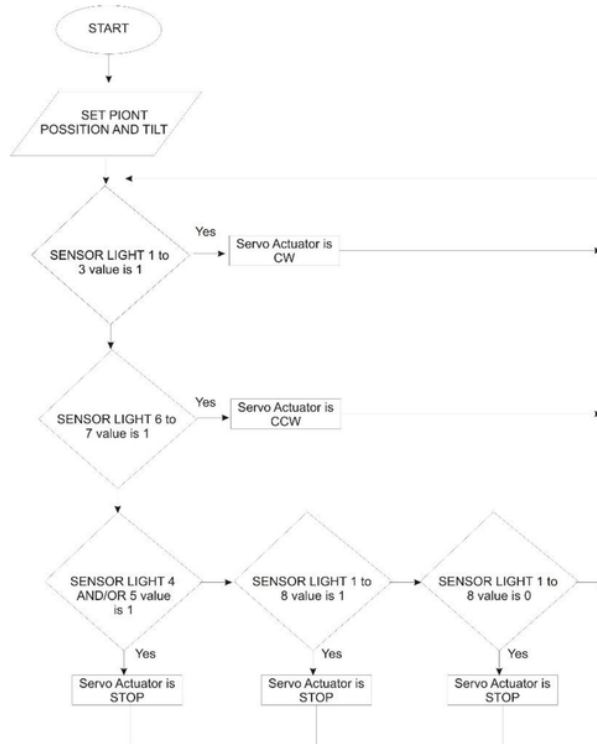 START
SET PIONT
POSSITION AND TILT
SENSOR LIGHT 1 to
3 value is 1
Yes
Servo Actuator is
CW
SENSOR LIGHT 6 to
7 value is 1
Yes
Servo Actuator is
CCW
SENSOR LIGHT 4
AND/OR 5 value
is 1
SENSOR LIGHT 1 to
8 value is 1
SENSOR LIGHT 1 to
8 value is 0
Yes
Yes
Yes
Servo Actuator is
STOP
Servo Actuator is
STOP
Servo Actuator is
STOP